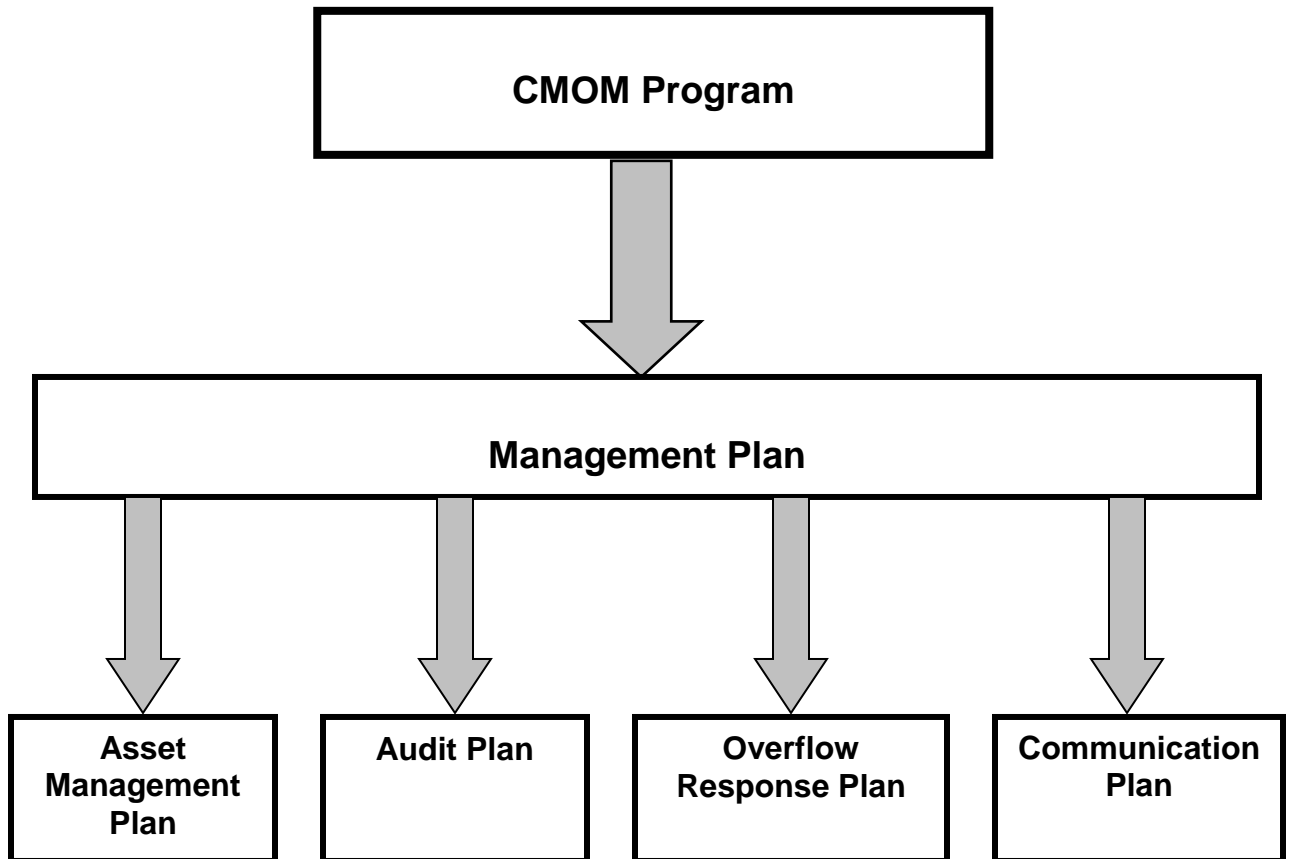 CMOM Program
Management Plan
Asset
Management
Plan
Audit Plan
Overflow
Response Plan
Communication
Plan